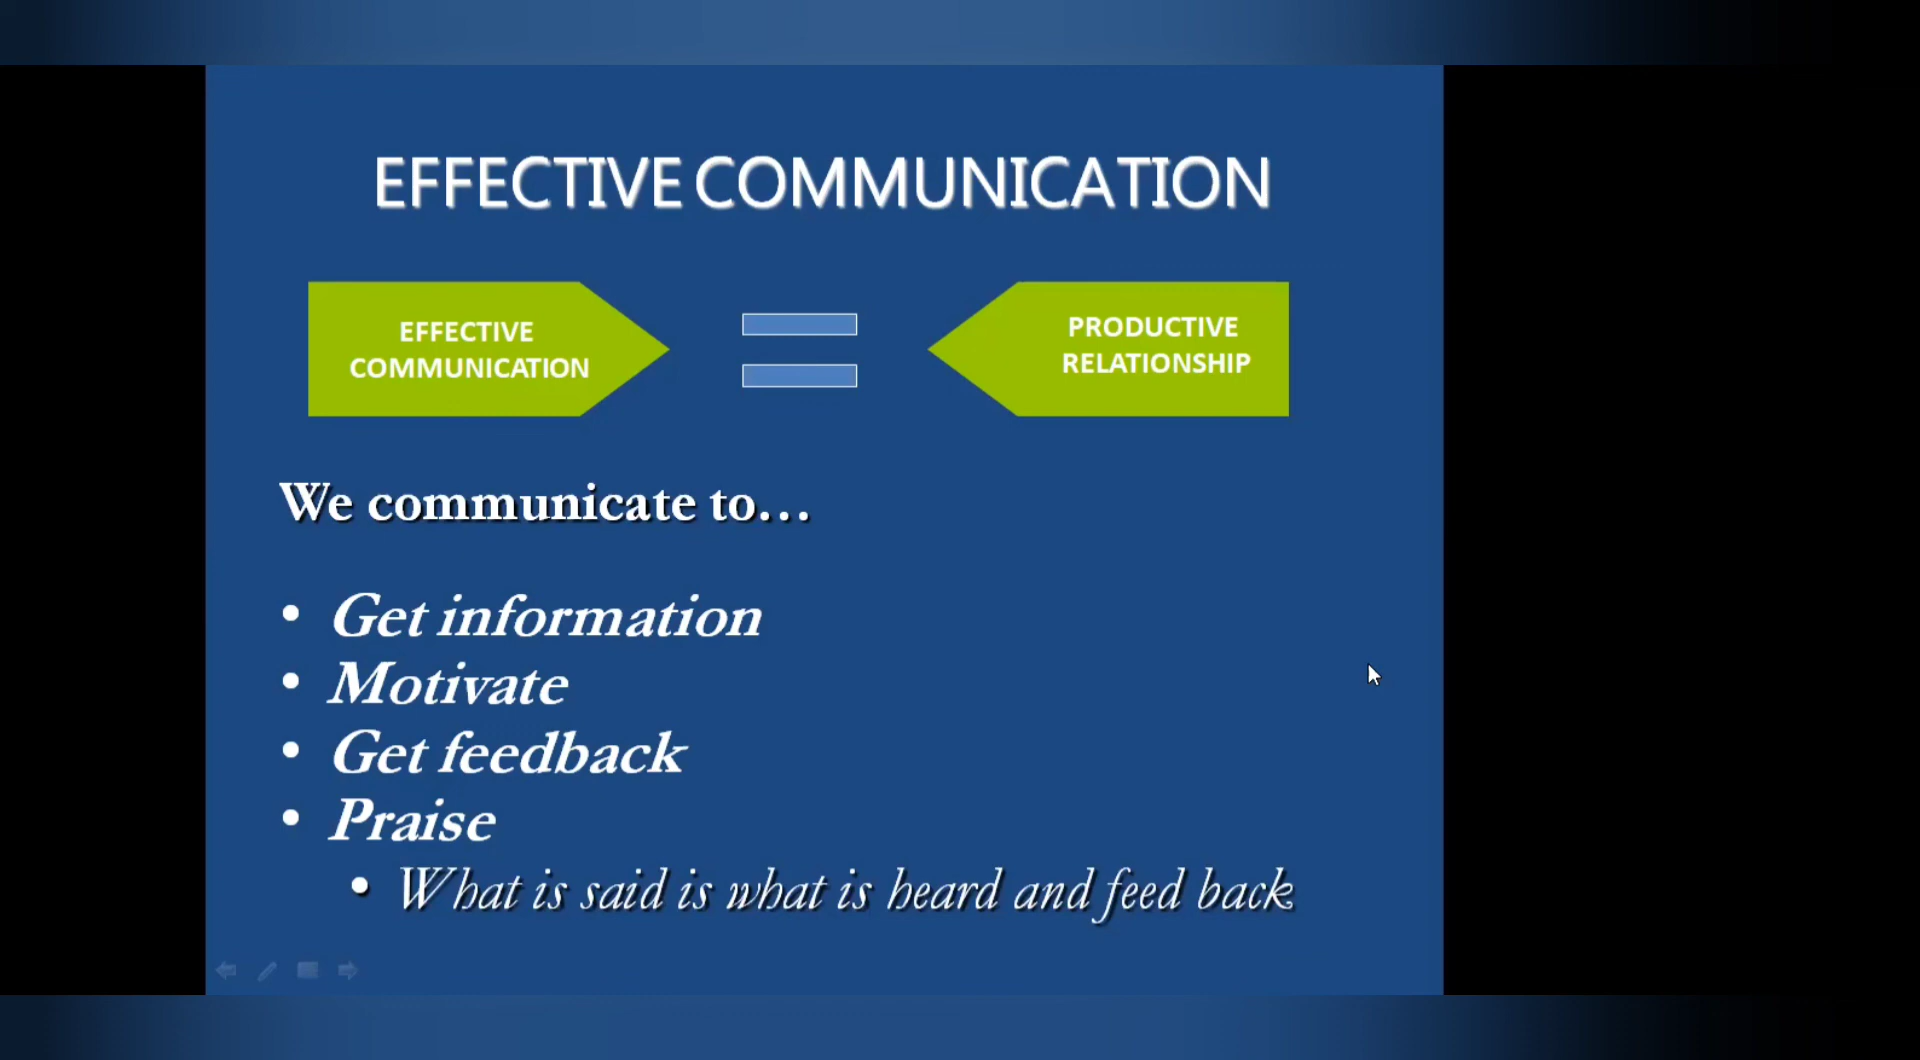 EFFECTIVE COMMUNICATION
EFFECTIVE
COMMUNICATION
PRODUCTIVE
RELATIONSHIP
We communicate to…
• Get information
• Motivate
• Get feedback
• Praise
• What is said is what is heard and feed back